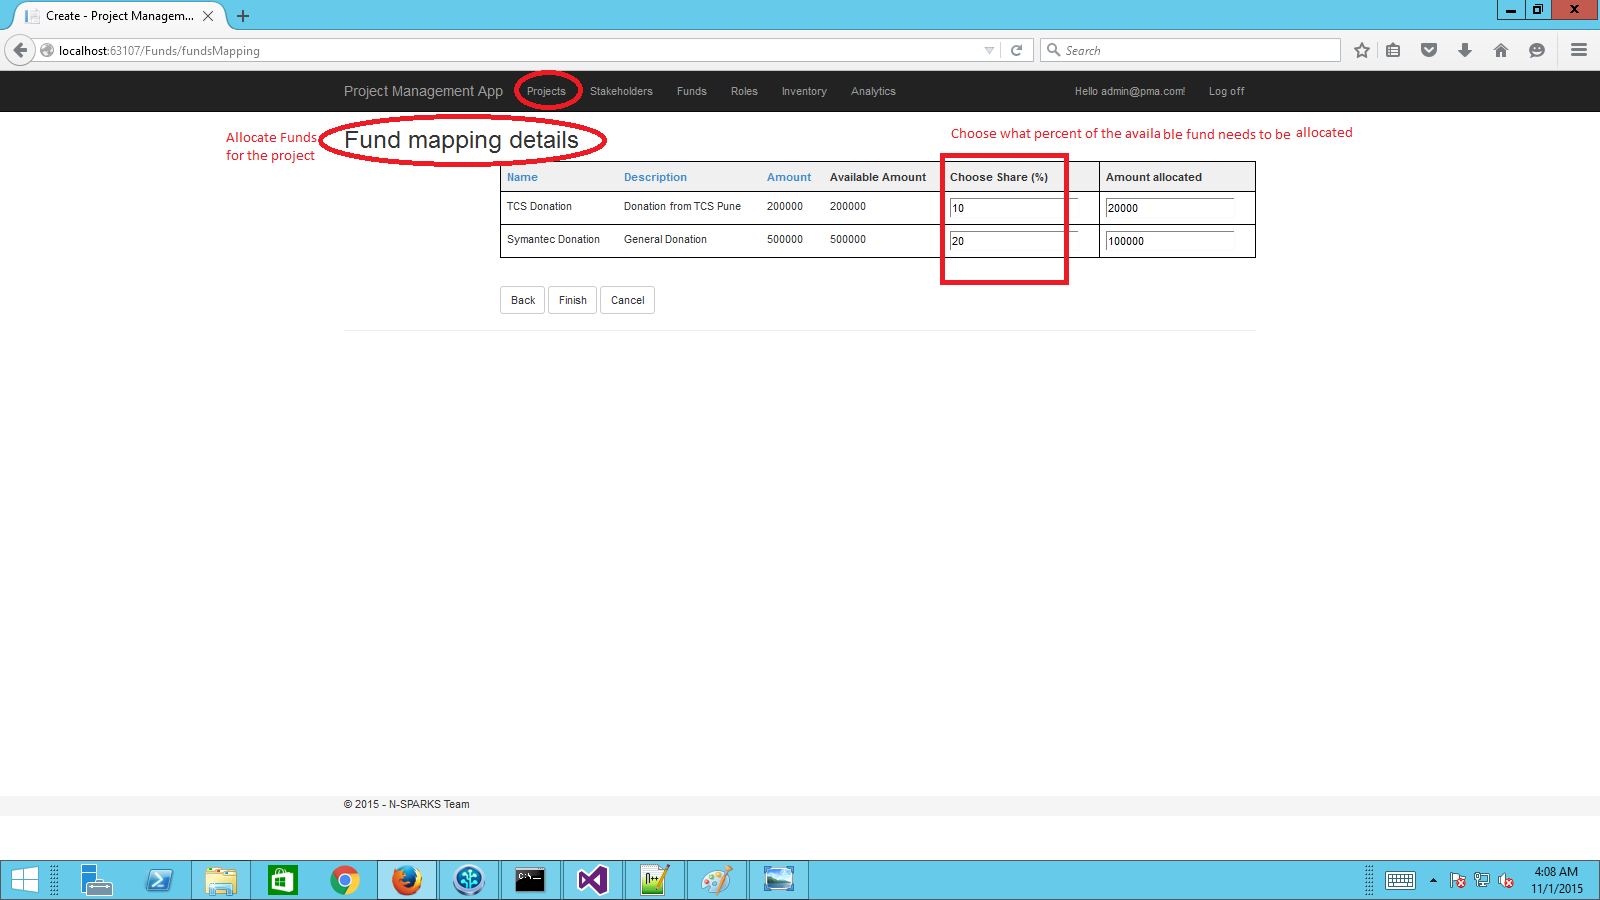 Create - Project Managem...
localhost:63107/Funds/fundsMapping
Search
Project Management App Projects Stakeholders Funds Roles Inventory Analytics Hello admin@pma.com! Log off
Allocate Funds
for the project
Fund mapping details
Choose what percent of the availa ble fund needs to be allocated
Name Description Amount Available Amount Choose Share (%) Amount allocated
TCS Donation Donation from TCS Pune 200000 200000 10 20000
Symantec Donation General Donation 500000 500000 20 100000
Back Finish Cancel
© 2015 - N-SPARKS Team
4:08 AM
11/1/2015